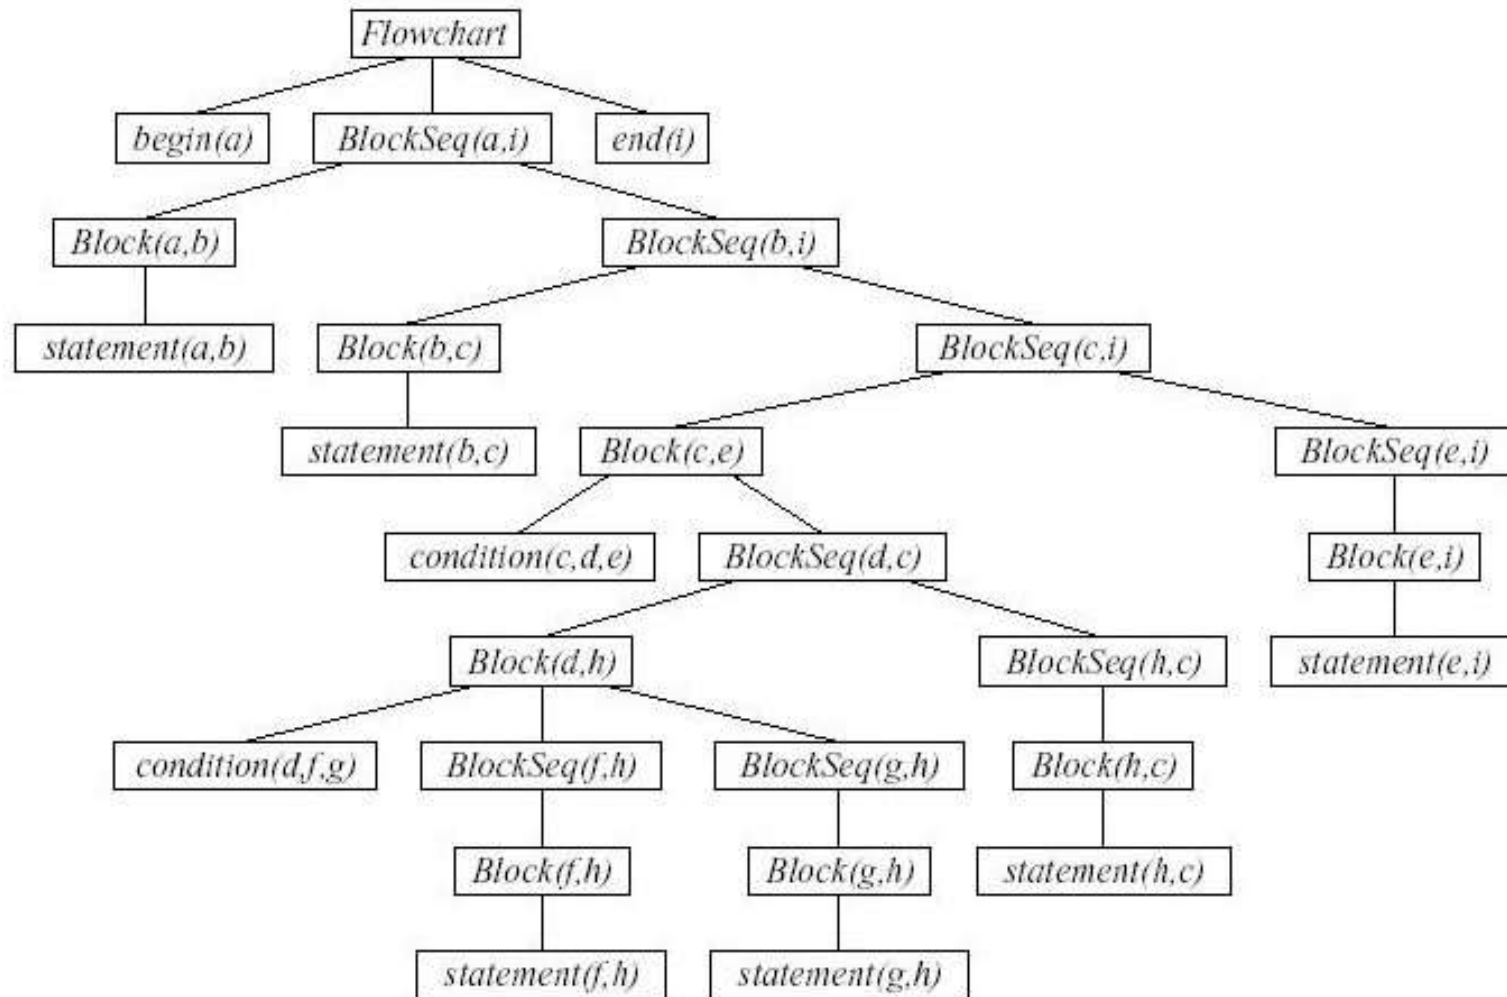 Flowchart
begin(a) BlockSeq(a,i) end(i)
Block(a,b) BlockSeq(b,i)
statement(a,b) Block(b,c) BlockSeq(c,i)
statement(b,c) Block(c,e) BlockSeq(e,i)
condition(c,d,e) BlockSeq(d,c) Block(e,i)
Block(d,h) BlockSeq(h,c) statement(e,i)
condition(d,f,g) BlockSeq(f,h) BlockSeq(g,h) Block(h,c)
Block(f,h) Block(g,h) statement(h,c)
statement(f,h) statement(g,h)